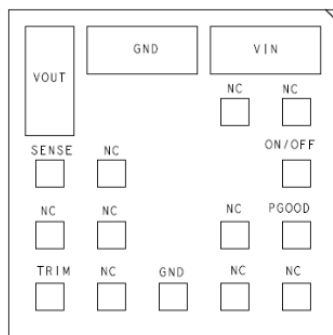 GND VIN
VOUT
NC NC
SENSE NC ON/OFF
NC NC NC PGOOD
TRIM NC GND NC NC